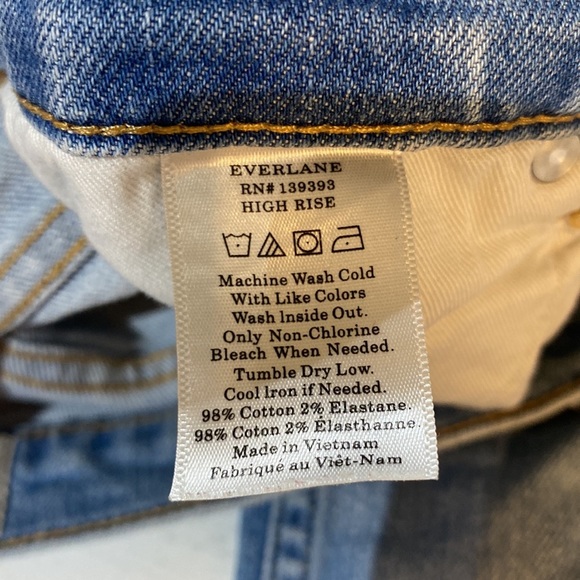 EVERLANE
RN# 139393
HIGH RISE
Machine Wash Cold
With Like Colors
Wash Inside Out.
Only Non-Chlorine
Bleach When Needed.
Tumble Dry Low.
Cool Iron if Needed.
98% Cotton 2% Elastane.
98% Coton 2% Elasthanne.
Made in Vietnam
Fabrique au Viêt-Nam